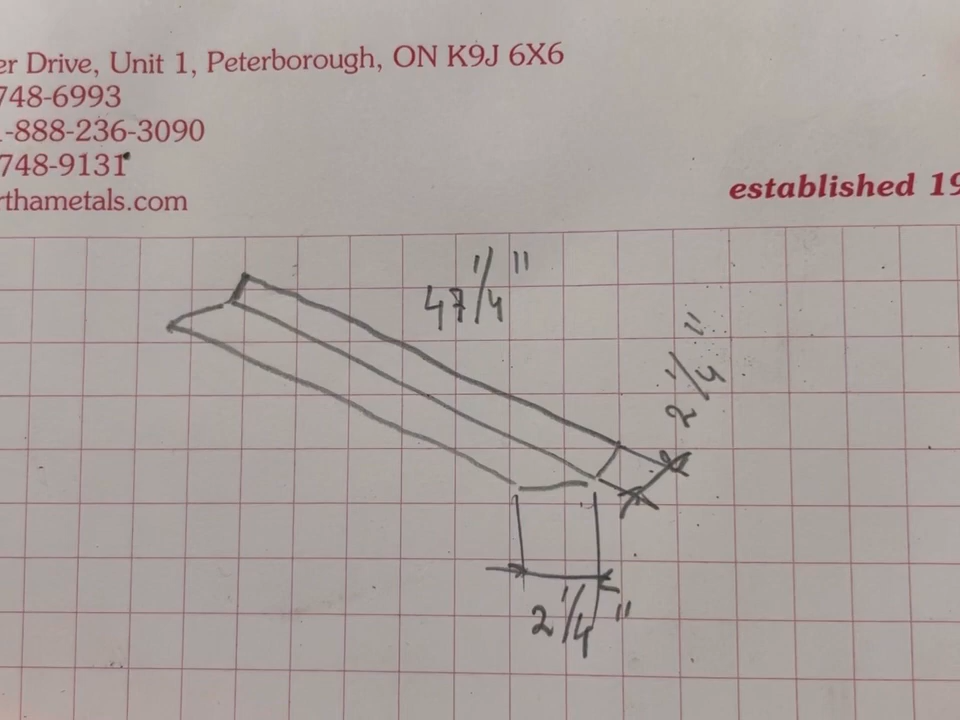 er Drive, Unit 1, Peterborough, ON K9J 6X6
748-6993
1-888-236-3090
748-9131
rthametals.com
established 19
47 1/4"
2 1/4"
2 1/4"